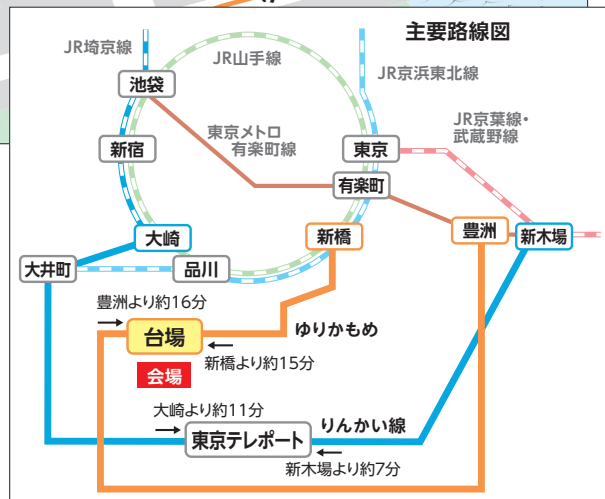 主要路線図
JR埼京線
JR山手線
JR京浜東北線
池袋
JR京葉線・
武蔵野線
東京メトロ
有楽町線
新宿
東京
有楽町
大崎
新橋
豊洲
新木場
大井町
品川
豊洲より約16分
台場
ゆりかもめ
新橋より約15分
会場
大崎より約11分
りんかい線
東京テレポート
新木場より約7分